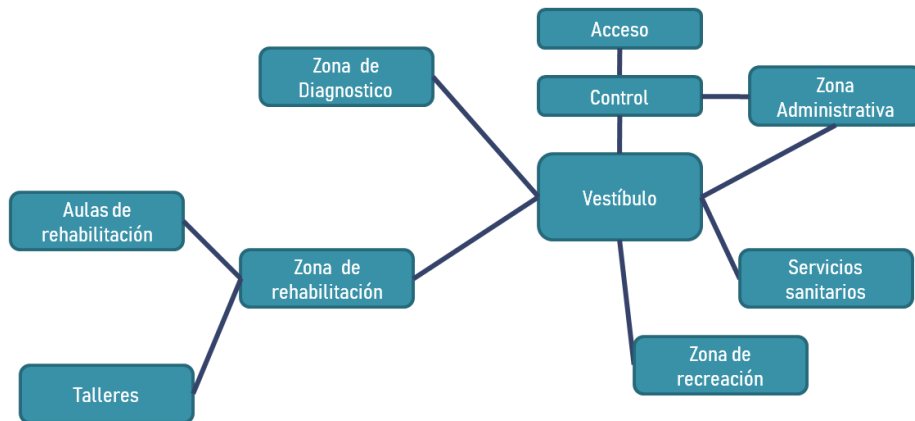 Acceso
Zona de
Diagnostico
Control
Zona
Administrativa
Vestíbulo
Aulas de
rehabilitación
Zona de
rehabilitación
Servicios
sanitarios
Zona de
recreación
Talleres